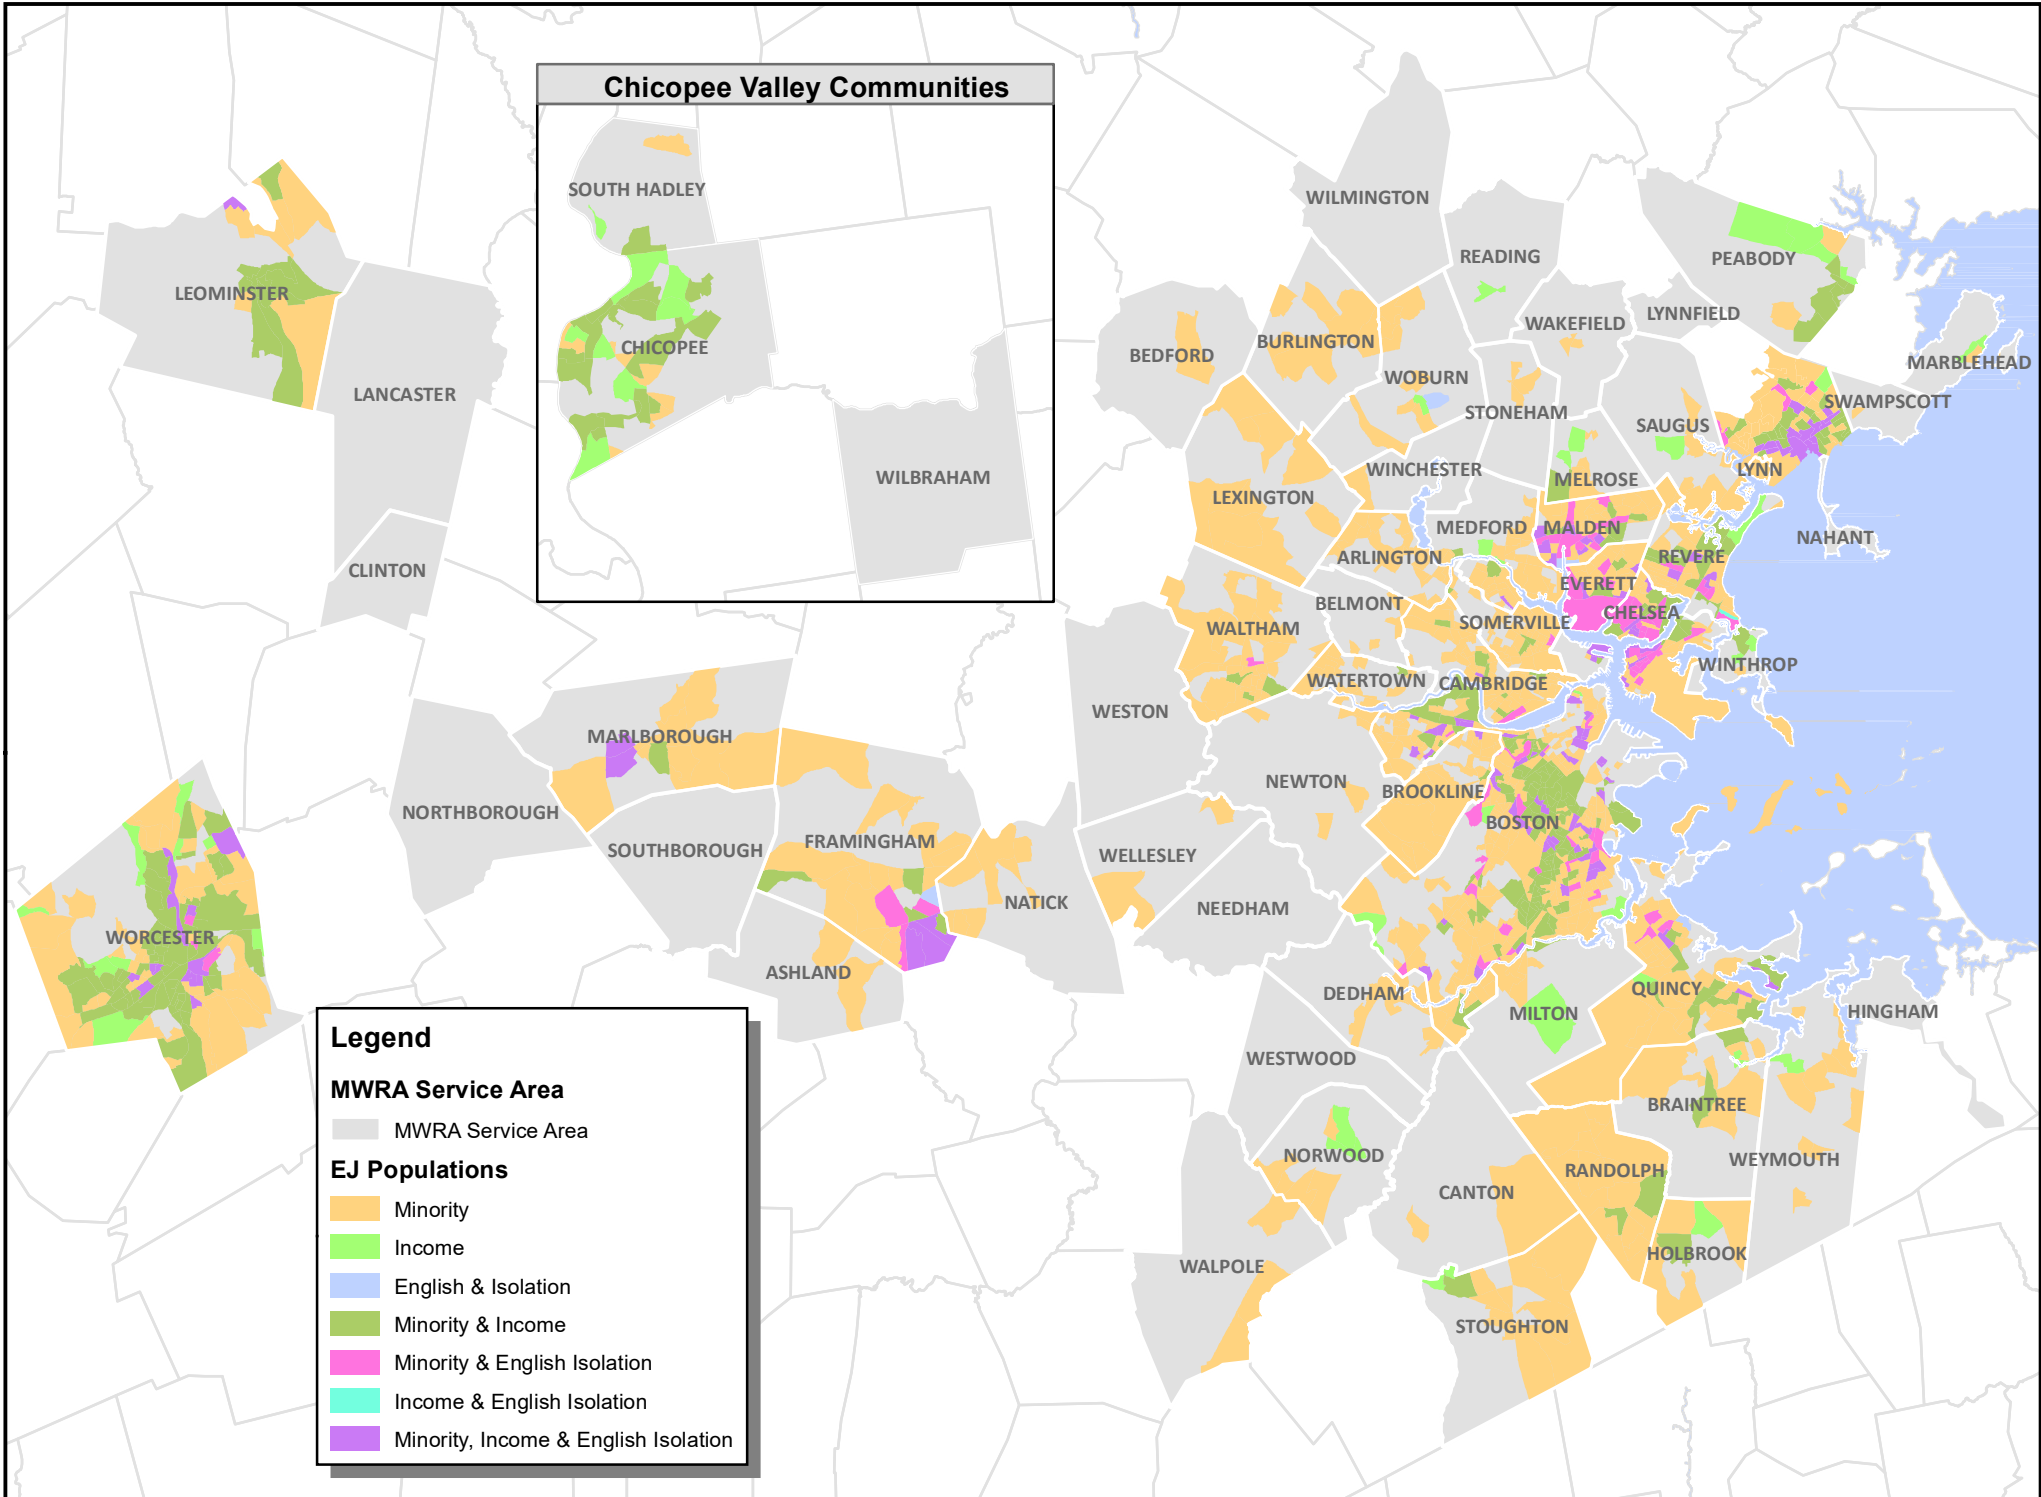 Chicopee Valley Communities
SOUTH HADLEY
CHICOPEE
WILBRAHAM
LEOMINSTER
LANCASTER
CLINTON
WILMINGTON
READING
PEABODY
LYNNFIELD
WAKEFIELD
BURLINGTON
BEDFORD
MARBLEHEAD
WOBURN
STONEHAM
SWAMPSCOTT
SAUGUS
WINCHESTER
LYNN
MELROSE
LEXINGTON
MEDFORD
MALDEN
NAHANT
ARLINGTON
REVERE
EVERETT
BELMONT
CHELSEA
SOMERVILLE
WALTHAM
WINTHROP
WATERTOWN
CAMBRIDGE
WESTON
MARLBOROUGH
NEWTON
BROOKLINE
NORTHBOROUGH
BOSTON
FRAMINGHAM
SOUTHBOROUGH
WELLESLEY
NATICK
NEEDHAM
WORCESTER
ASHLAND
DEDHAM
QUINCY
MILTON
HINGHAM
WESTWOOD
BRAINTREE
NORWOOD
WEYMOUTH
RANDOLPH
CANTON
HOLBROOK
WALPOLE
STOUGHTON
Legend
MWRA Service Area
MWRA Service Area
EJ Populations
Minority
Income
English & Isolation
Minority & Income
Minority & English Isolation
Income & English Isolation
Minority, Income & English Isolation